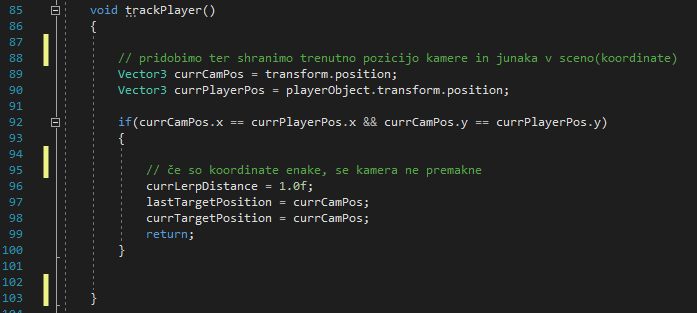 85 void trackPlayer()
86 {
87
88 // pridobimo ter shranimo trenutno pozicijo kamere in junaka v sceno(koordinate)
89 Vector3 currCamPos = transform.position;
90 Vector3 currPlayerPos = playerObject.transform.position;
91
92 if(currCamPos.x == currPlayerPos.x && currCamPos.y == currPlayerPos.y)
93 {
94
95 // če so koordinate enake, se kamera ne premakne
96 currLerpDistance = 1.0f;
97 lastTargetPosition = currCamPos;
98 currTargetPosition = currCamPos;
99 return;
100 }
101
102
103 }